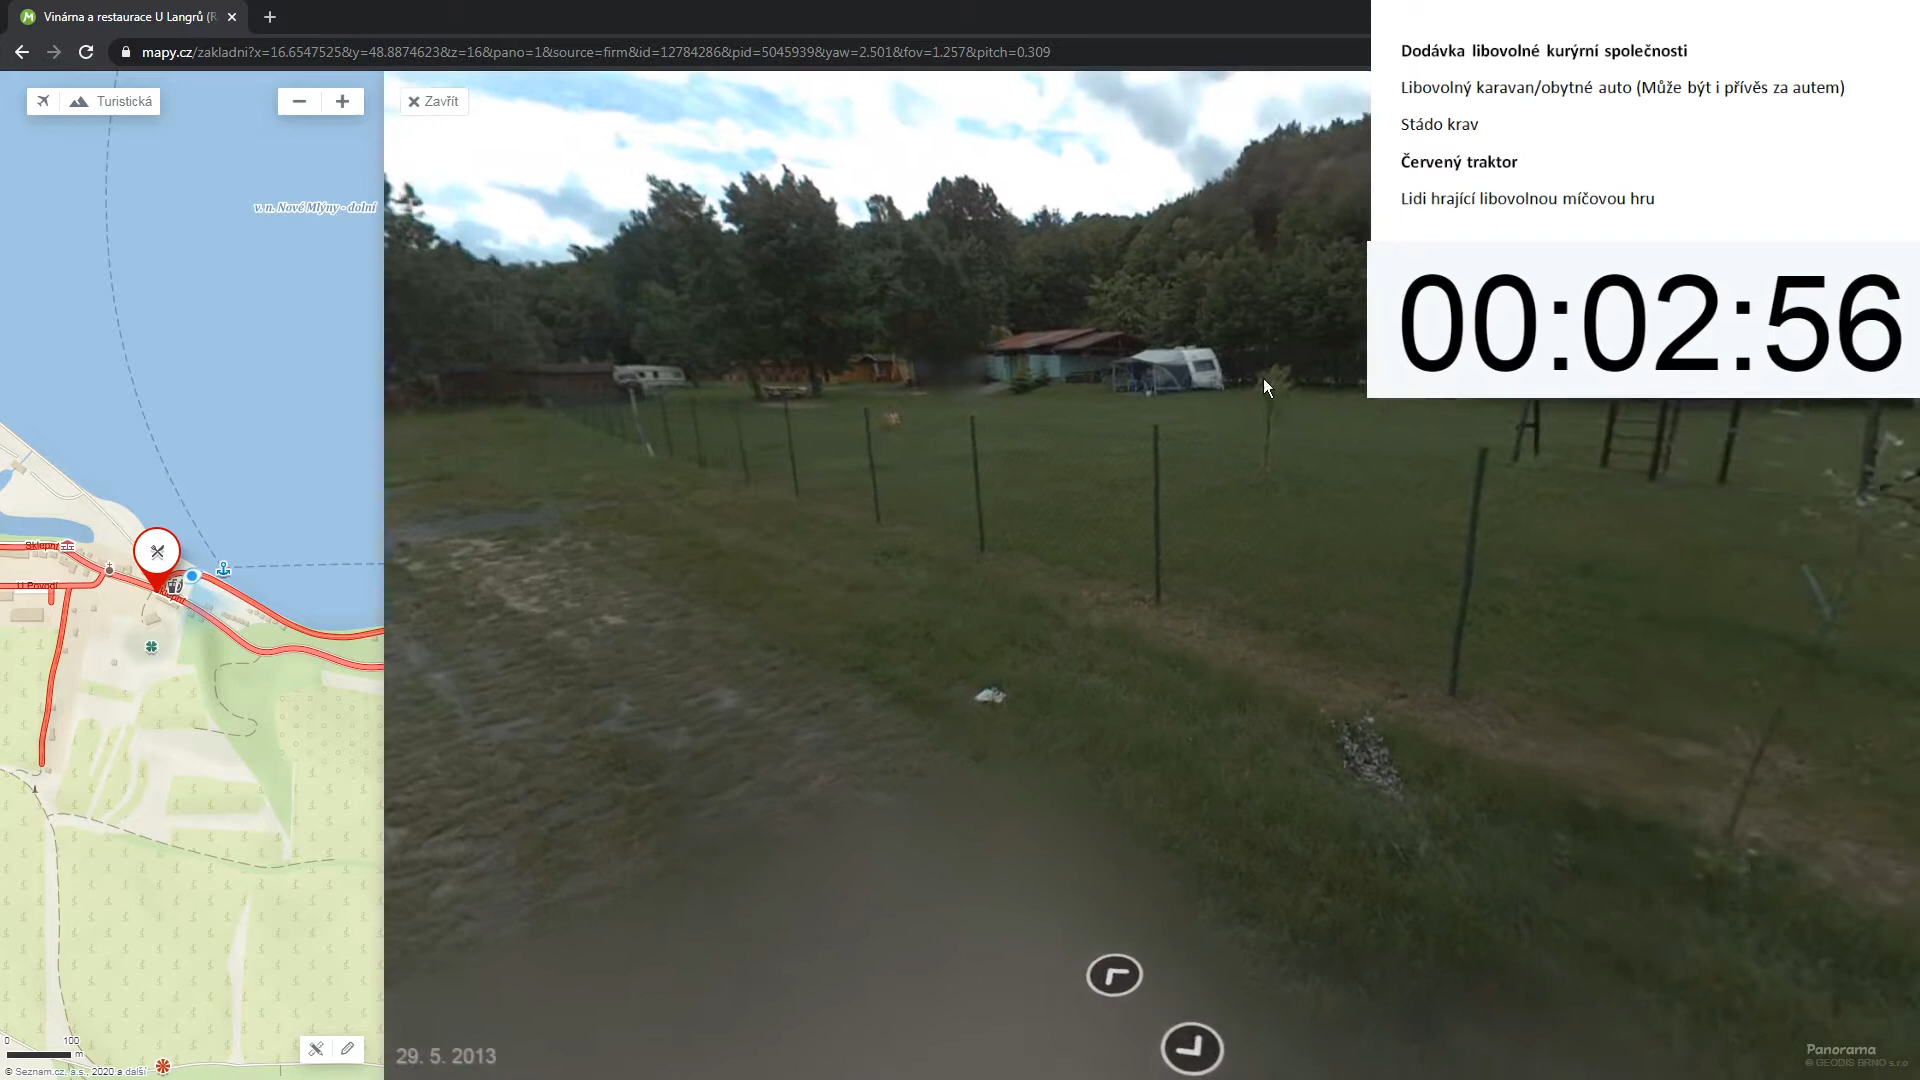 Vinárna a restaurace U Langrů (R
mapy.cz/zakladni?x=16.6547525&y=48.8874623&z=16&pano=1&source=firm&id=12784286&pid=5045939&yaw=2.501&fov=1.257&pitch=0.309
Dodávka libovolné kurýrní společnosti
Libovolný karavan/obytné auto (Může být i přívěs za autem)
Stádo krav
Červený traktor
Lidi hrající libovolnou míčovou hru
00:02:56
Turistická
Zavřít
v. n. Nové Mlýny - dolní
Sklepní
U Povodí
0 100
m
© Seznam.cz, a.s., 2020 a další
29. 5. 2013
Panorama
© GEODIS BRNO s.r.o